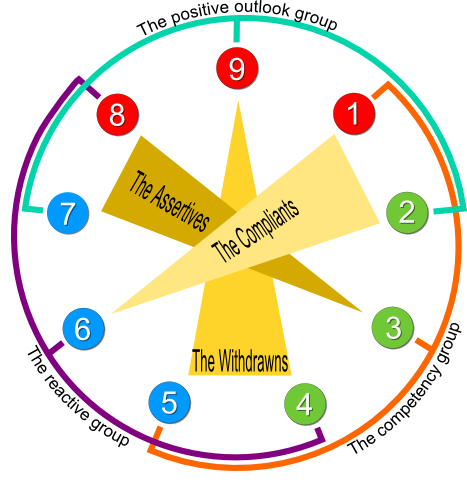 The positive outlook group
9
8
1
7
2
The Assertives
The Compliants
6
3
The Withdrawns
5
4
The reactive group
The competency group